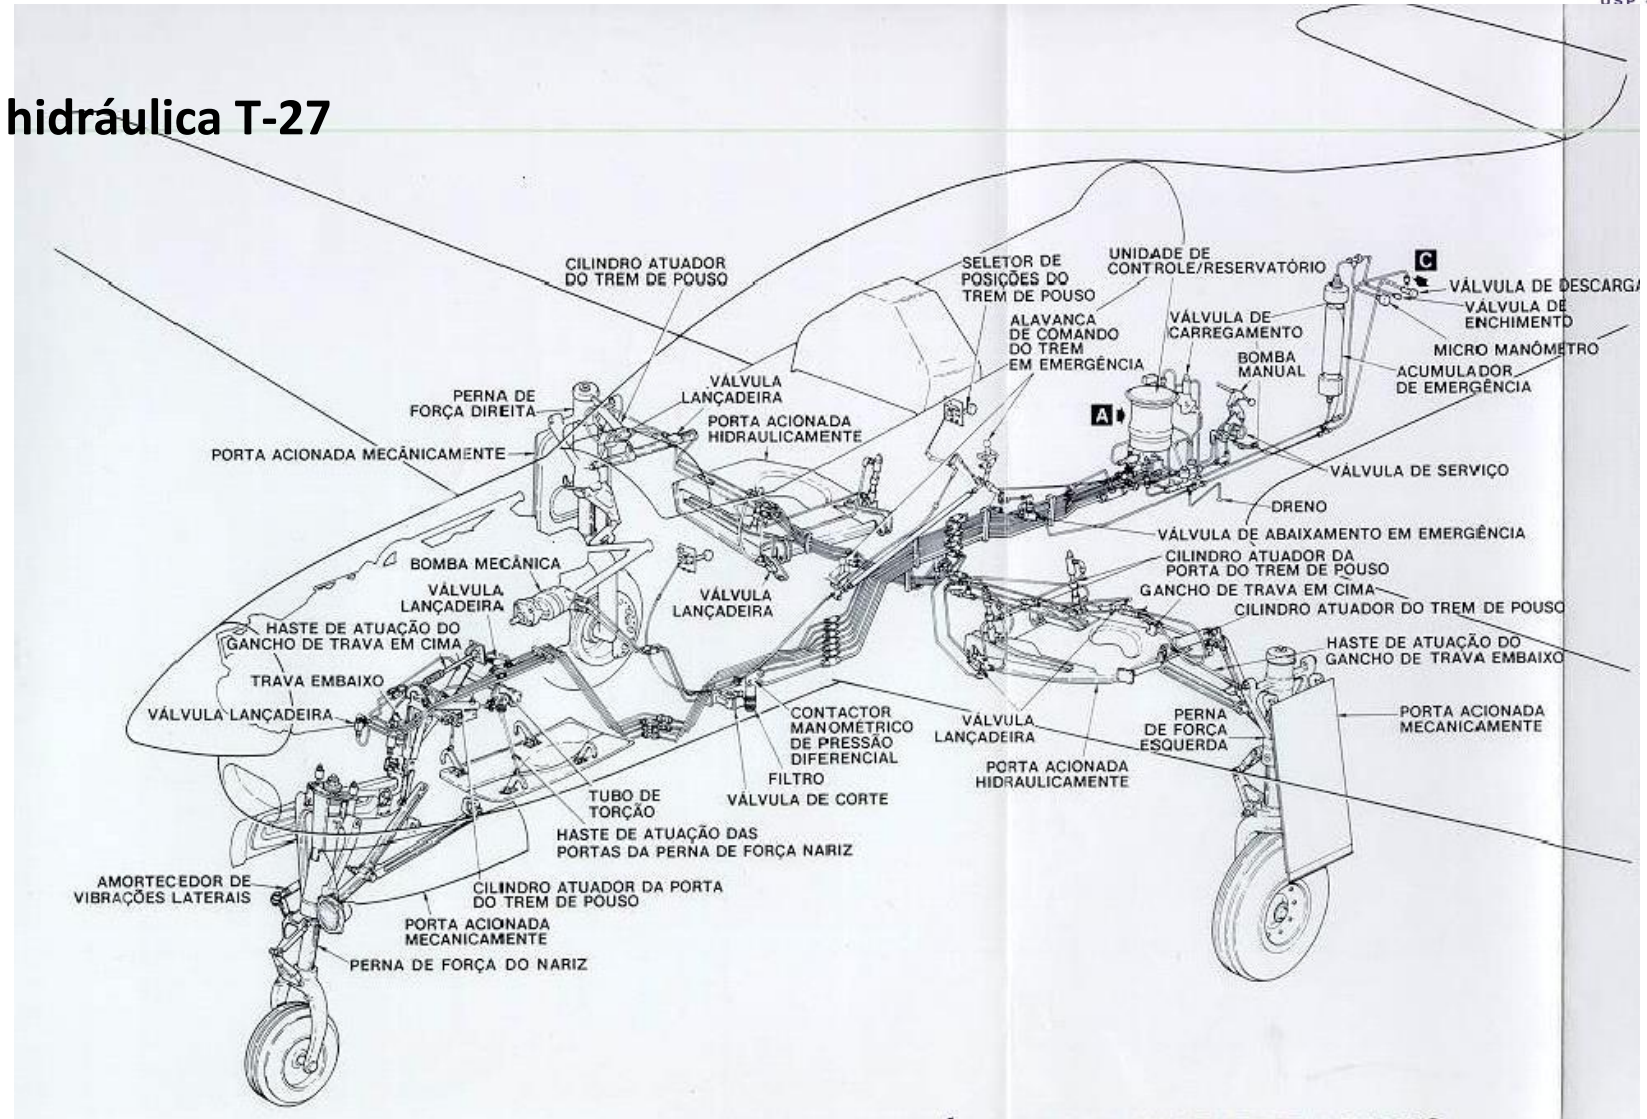 USP
hidráulica T-27
CILINDRO ATUADOR
DO TREM DE POUSO
SELETOR DE
POSIÇÕES DO
TREM DE POUSO
UNIDADE DE
CONTROLE/RESERVATÓRIO
C
VÁLVULA DE DESCARGA
VÁLVULA DE
ENCHIMENTO
MICRO MANÔMETRO
ALAVANCA
DE COMANDO
DO TREM
EM EMERGÊNCIA
VÁLVULA DE
CARREGAMENTO
BOMBA
MANUAL
ACUMULADOR
DE EMERGÊNCIA
VÁLVULA
LANÇADEIRA
PERNA DE
FORÇA DIREITA
A
PORTA ACIONADA
HIDRAULICAMENTE
PORTA ACIONADA MECÂNICAMENTE
VÁLVULA DE SERVIÇO
DRENO
VÁLVULA DE ABAIXAMENTO EM EMERGÊNCIA
BOMBA MECÂNICA
CILINDRO ATUADOR DA
PORTA DO TREM DE POUSO
VÁLVULA
LANÇADEIRA
VÁLVULA
LANÇADEIRA
GANCHO DE TRAVA EM CIMA
CILINDRO ATUADOR DO TREM DE POUSO
HASTE DE ATUAÇÃO DO
GANCHO DE TRAVA EM CIMA
HASTE DE ATUAÇÃO DO
GANCHO DE TRAVA EMBAIXO
TRAVA EMBAIXO
VÁLVULA LANÇADEIRA
CONTACTOR
MANOMÉTRICO
DE PRESSÃO
DIFERENCIAL
VÁLVULA
LANÇADEIRA
PERNA
DE FORÇA
ESQUERDA
PORTA ACIONADA
MECANICAMENTE
PORTA ACIONADA
HIDRAULICAMENTE
FILTRO
VÁLVULA DE CORTE
TUBO DE
TORÇÃO
HASTE DE ATUAÇÃO DAS
PORTAS DA PERNA DE FORÇA NARIZ
AMORTECEDOR DE
VIBRAÇÕES LATERAIS
CILINDRO ATUADOR DA PORTA
DO TREM DE POUSO
PORTA ACIONADA
MECANICAMENTE
PERNA DE FORÇA DO NARIZ